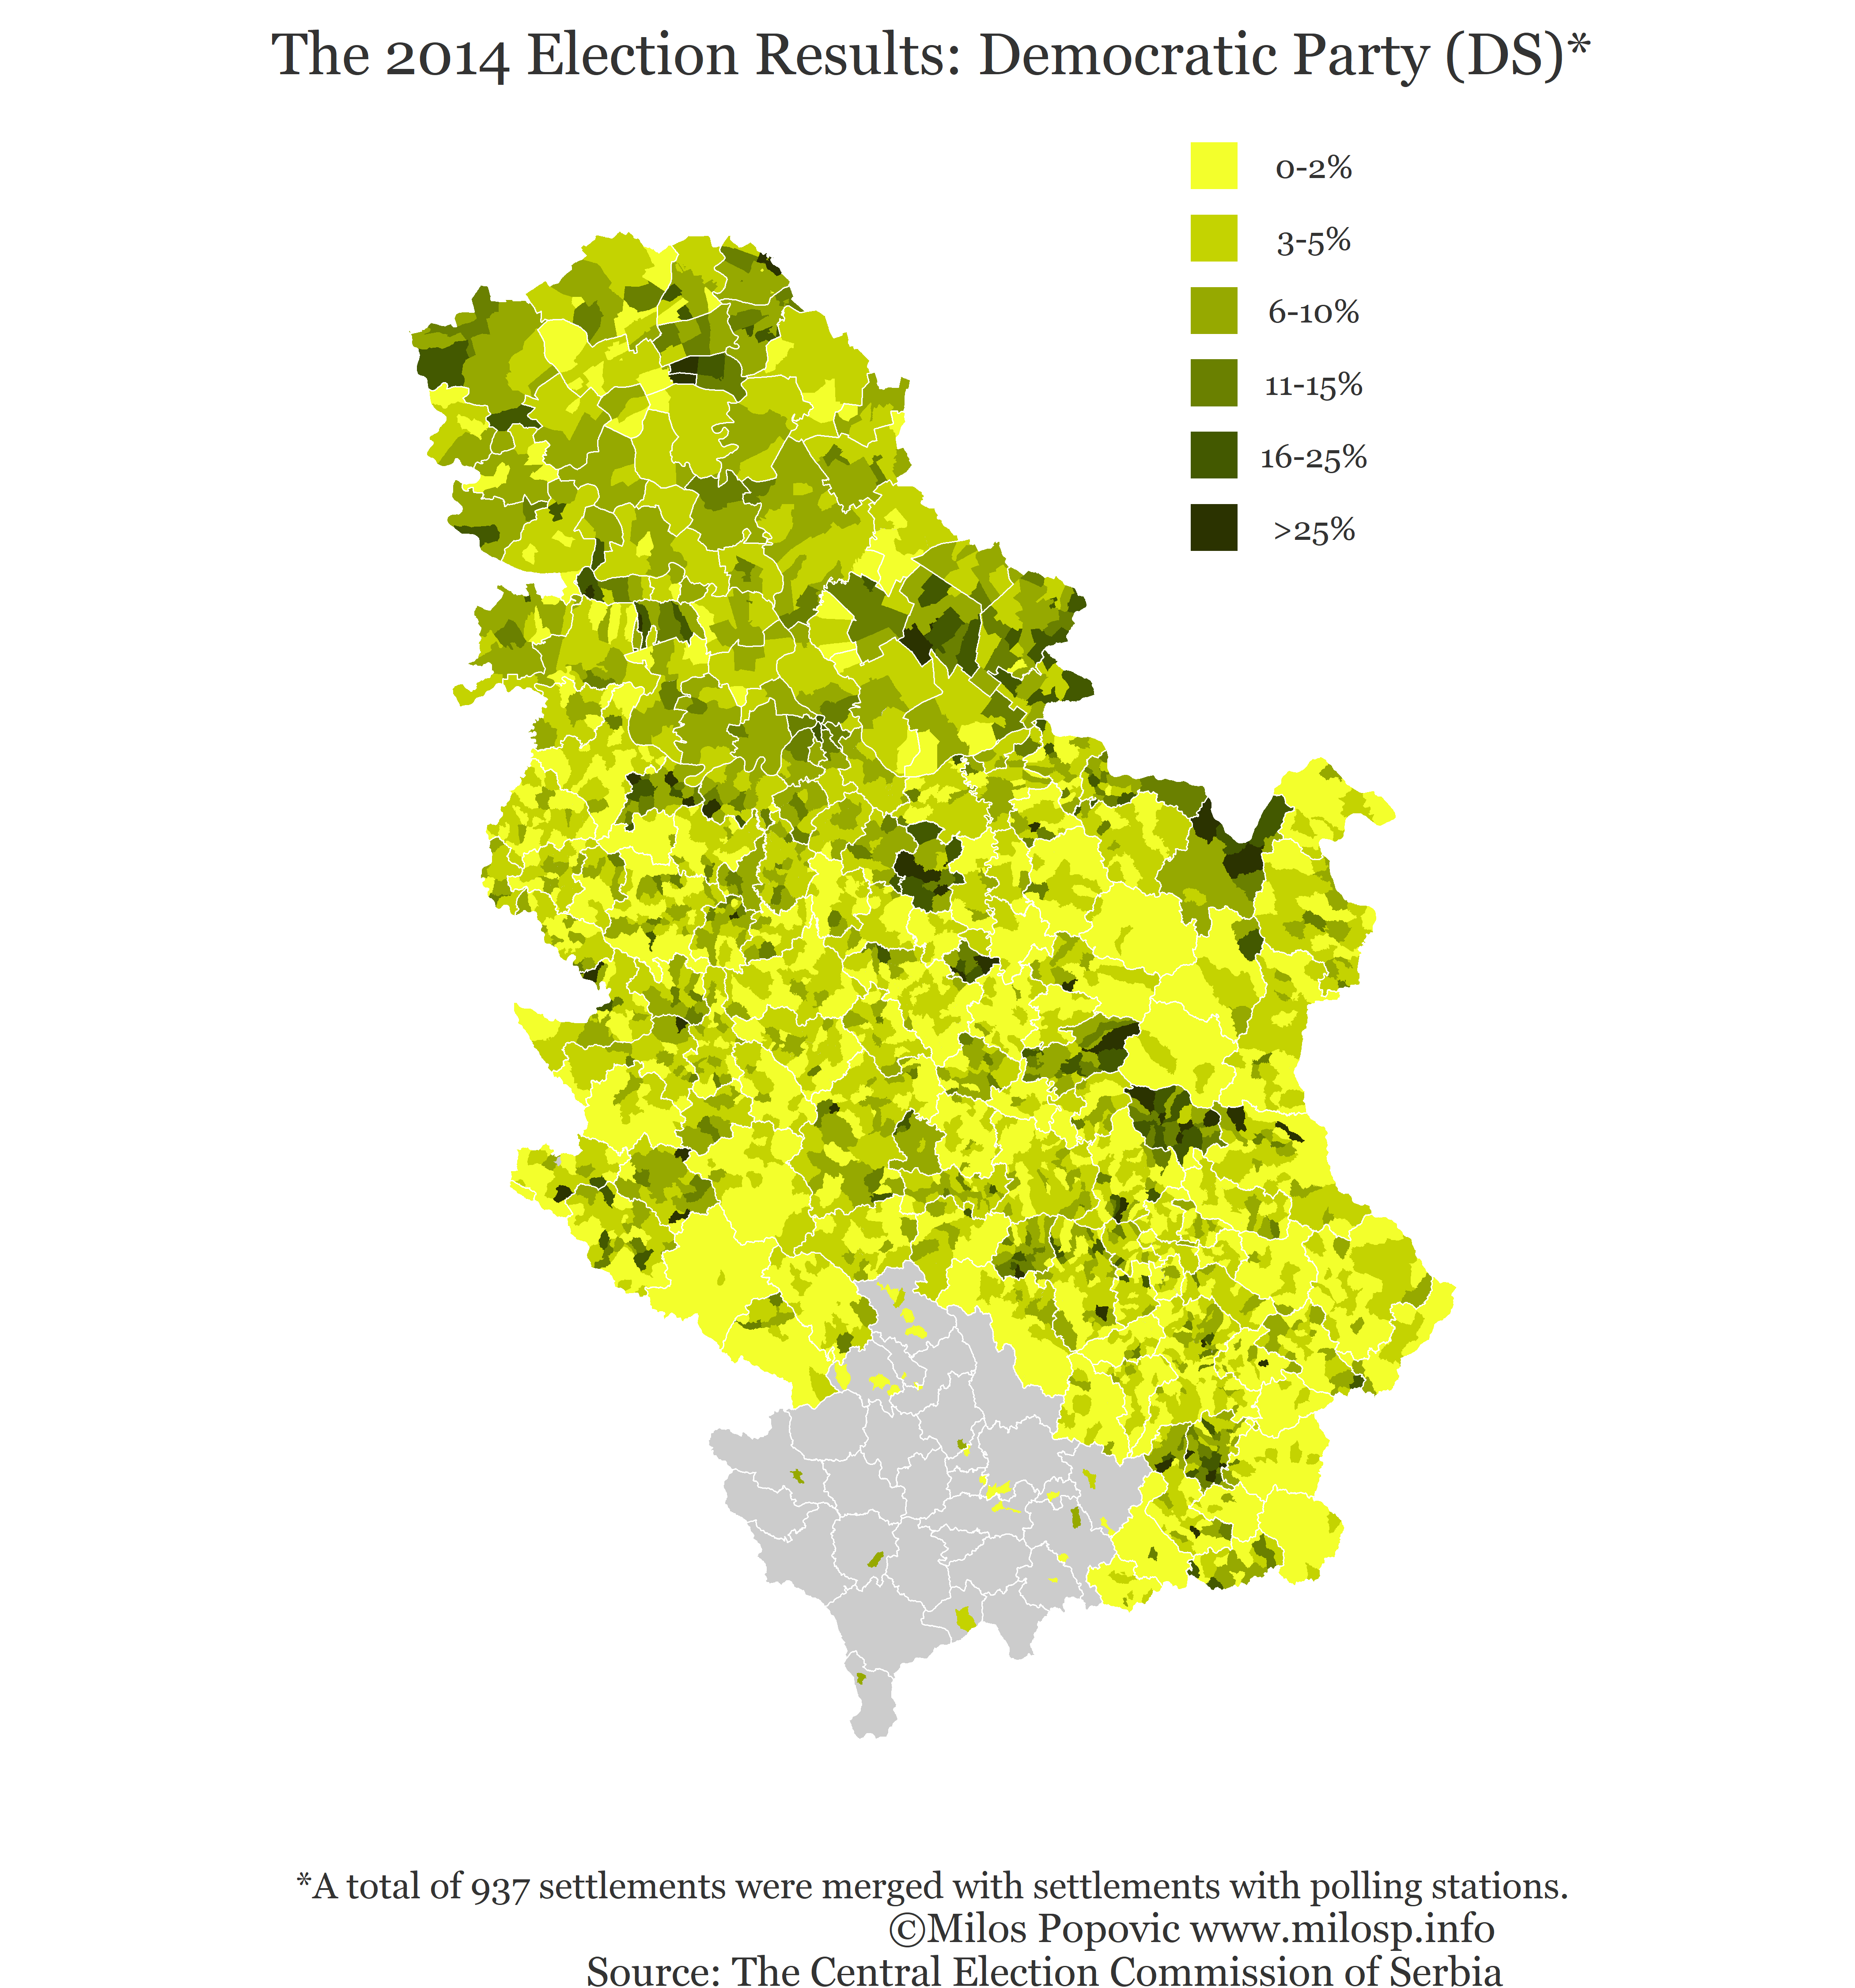 The 2014 Election Results: Democratic Party (DS)*
0-2%
3-5%
6-10%
11-15%
16-25%
>25%
*A total of 937 settlements were merged with settlements with polling stations.
©Milos Popovic www.milosp.info
Source: The Central Election Commission of Serbia